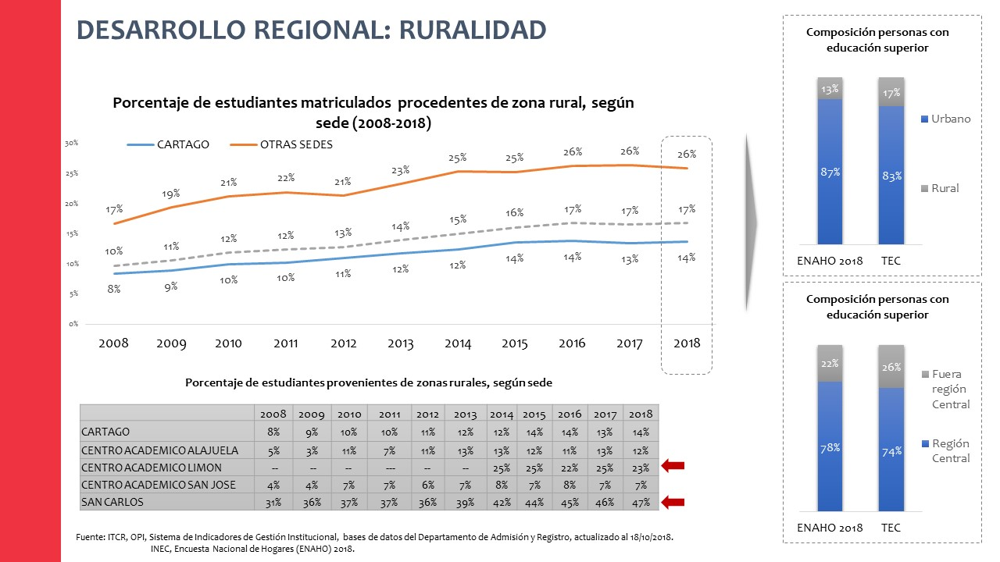 DESARROLLO REGIONAL: RURALIDAD
Porcentaje de estudiantes matriculados procedentes de zona rural, según
sede (2008-2018)
CARTAGO OTRAS SEDES
30%
25%
20%
15%
10%
5%
0%
17% 19% 21% 22% 21% 23% 25% 25% 26% 26% 26%
10% 11% 12% 12% 13% 14% 15% 16% 17% 17% 17%
8% 9% 10% 10% 11% 12% 12% 14% 14% 13% 14%
2008 2009 2010 2011 2012 2013 2014 2015 2016 2017 2018
Porcentaje de estudiantes provenientes de zonas rurales, según sede
2008 2009 2010 2011 2012 2013 2014 2015 2016 2017 2018
CARTAGO 8% 9% 10% 10% 11% 12% 12% 14% 14% 13% 14%
CENTRO ACADEMICO ALAJUELA 5% 3% 11% 7% 11% 13% 13% 12% 11% 13% 12%
CENTRO ACADEMICO LIMON -- -- -- --- -- -- 25% 25% 22% 25% 23%
CENTRO ACADEMICO SAN JOSE 4% 4% 7% 7% 6% 7% 8% 7% 8% 7% 7%
SAN CARLOS 31% 36% 37% 37% 36% 39% 42% 44% 45% 46% 47%
Fuente: ITCR, OPI, Sistema de Indicadores de Gestión Institucional, bases de datos del Departamento de Admisión y Registro, actualizado al 18/10/2018.
INEC, Encuesta Nacional de Hogares (ENAHO) 2018.
Composición personas con
educación superior
13% 17%
87% 83%
Urbano
Rural
ENAHO 2018 TEC
Composición personas con
educación superior
22% 26%
78% 74%
Fuera
región
Central
Región
Central
ENAHO 2018 TEC